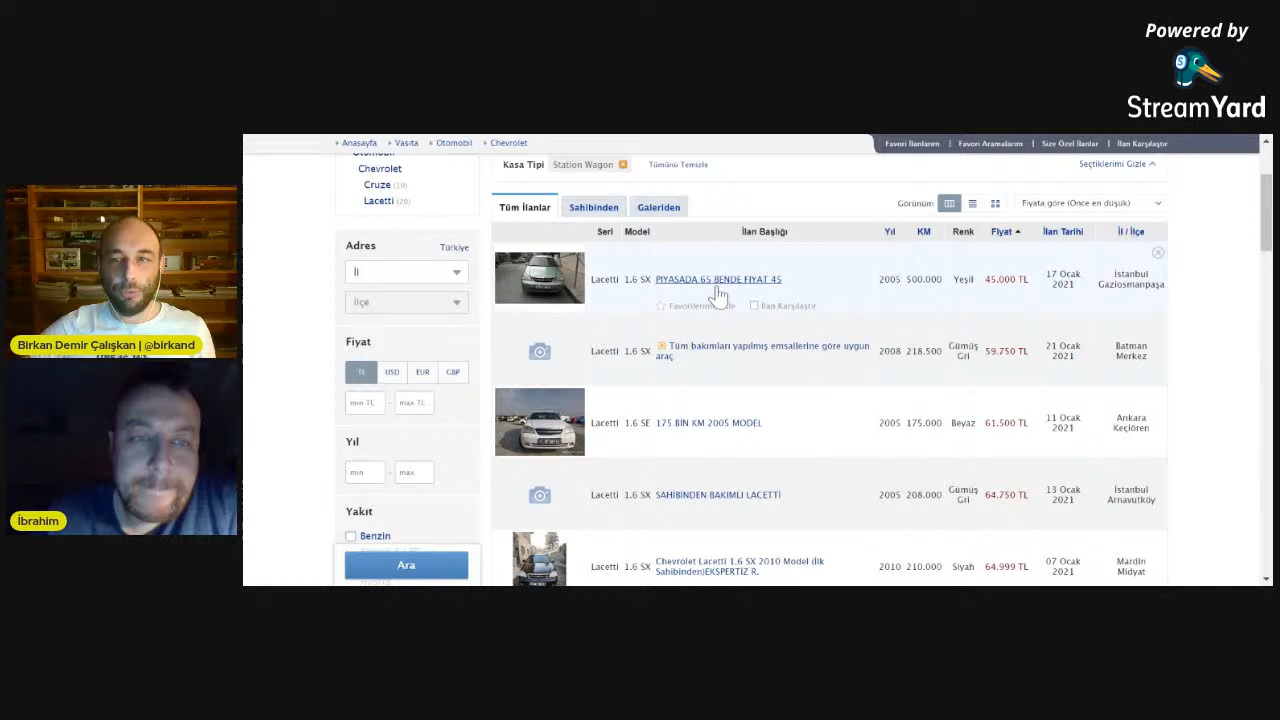 Powered by
StreamYard
Anasayfa Vasıta Otomobil Chevrolet
Favori İlanlarım | Favori Aramalarım | Size Özel İlanlar | İlan Karşılaştır
Otomobil
Chevrolet
Cruze (10)
Lacetti (20)
Kasa Tipi Station Wagon Tümünü Temizle
Seçtiklerimi Gizle
Tüm İlanlar Sahibinden Galeriden
Görünüm Fiyata göre (Önce en düşük)
Adres Türkiye
İl
İlçe
Fiyat
TL USD EUR GBP
min TL - max TL
Yıl
min max
Yakıt
Benzin
Ara
Seri Model İlan Başlığı Yıl KM Renk Fiyat İlan Tarihi İl / İlçe
Lacetti 1.6 SX PİYASADA 65 BENDE FIYAT 45 2005 500.000 Yeşil 45.000 TL 17 Ocak 2021 İstanbul Gaziosmanpaşa
İlan Karşılaştır
Lacetti 1.6 SX Tüm bakımları yapılmış emsallerine göre uygun araç 2008 218.500 Gümüş Gri 59.750 TL 21 Ocak 2021 Batman Merkez
Lacetti 1.6 SE 175 BİN KM 2005 MODEL 2005 175.000 Beyaz 61.500 TL 11 Ocak 2021 Ankara Keçiören
Lacetti 1.6 SX SAHİBİNDEN BAKIMLI LACETTİ 2005 208.000 Gümüş Gri 64.750 TL 13 Ocak 2021 İstanbul Arnavutköy
Lacetti 1.6 SX Chevrolet Lacetti 1.6 SX 2010 Model dik Sahibinden)EKSPERTİZ R. 2010 210.000 Siyah 64.999 TL 07 Ocak 2021 Mardin Midyat
Birkan Demir Çalışkan | @birkand
İbrahim